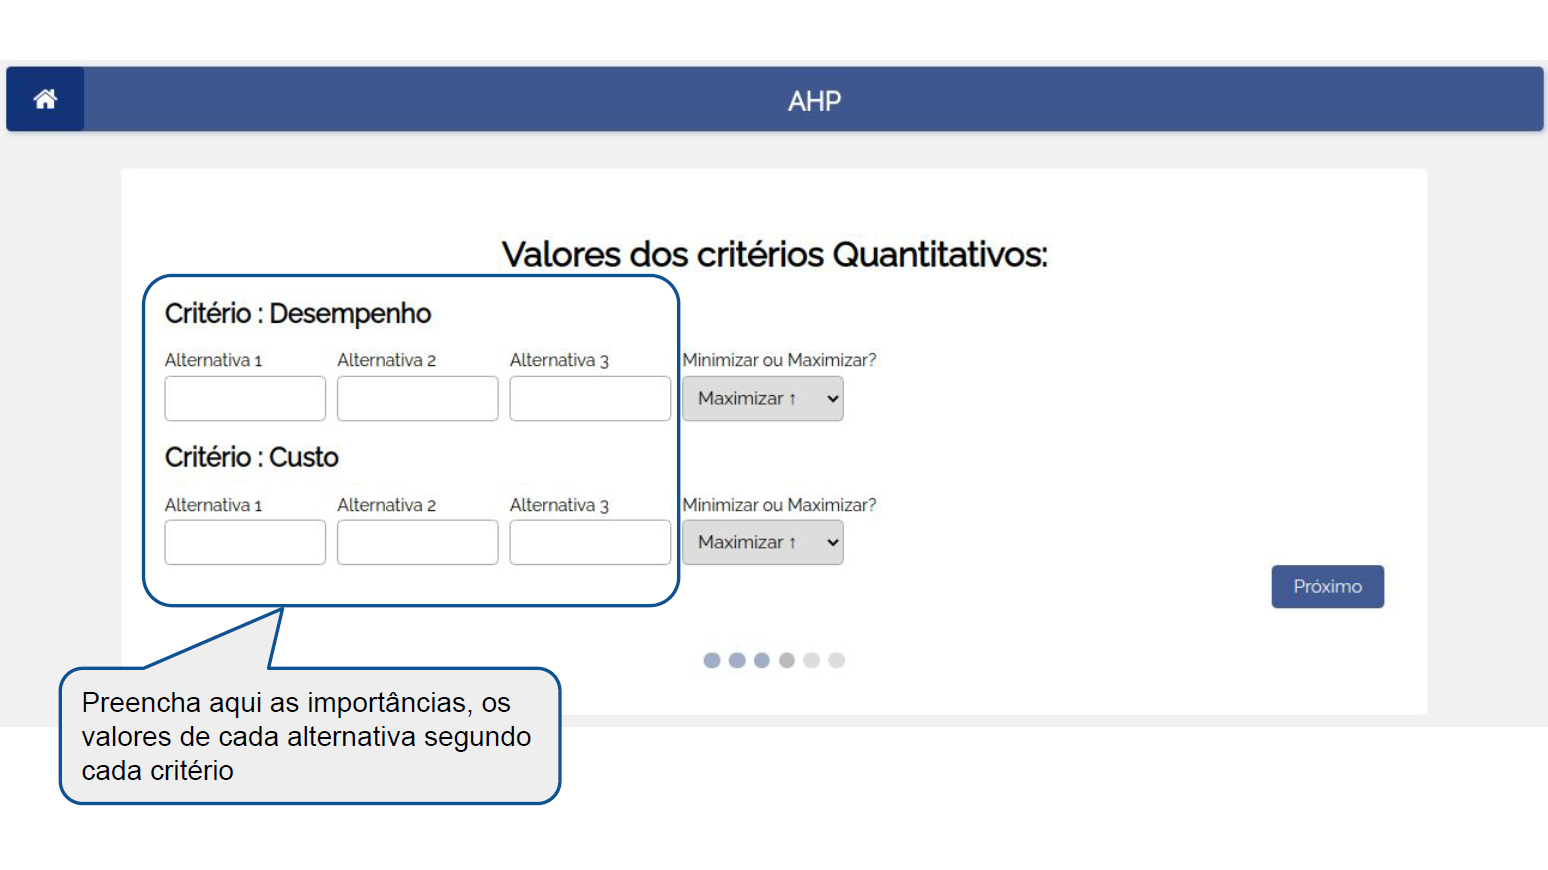 AHP
Valores dos critérios Quantitativos:
Critério : Desempenho
Alternativa 1 Alternativa 2 Alternativa 3 Minimizar ou Maximizar?
Maximizar ↑
Critério : Custo
Alternativa 1 Alternativa 2 Alternativa 3 Minimizar ou Maximizar?
Maximizar ↑
Próximo
Preencha aqui as importâncias, os
valores de cada alternativa segundo
cada critério